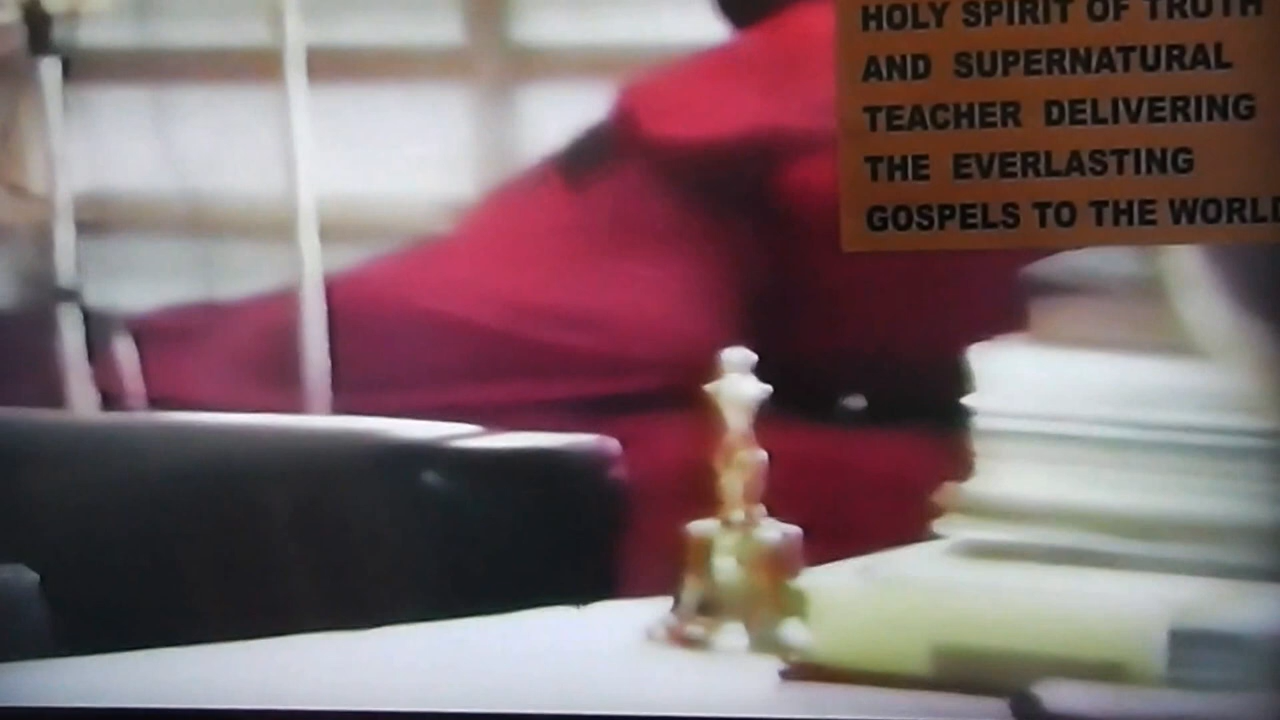 HOLY SPIRIT OF TRUTH
AND SUPERNATURAL
TEACHER DELIVERING
THE EVERLASTING
GOSPELS TO THE WORL